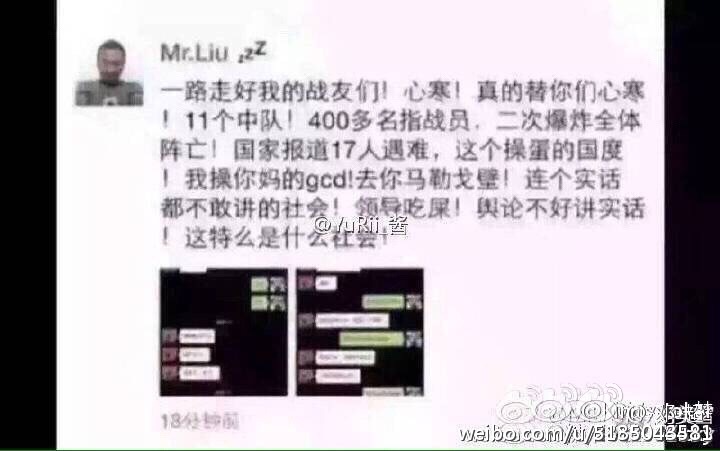 Mr.Liu zzZ
一路走好我的战友们！心寒！真的替你们心寒
！11个中队！400多名指战员．二次爆炸全体
阵亡！国家报道17人遇难，这个操蛋的国度
！我操你妈的gcd!去你马勒戈壁！连个实话
都不敢讲的社会！领导吃屎！舆论不好讲实话
@YuRii_酱
！这特么是什么社会！
18分钟前
weibo.com/u/5185043581